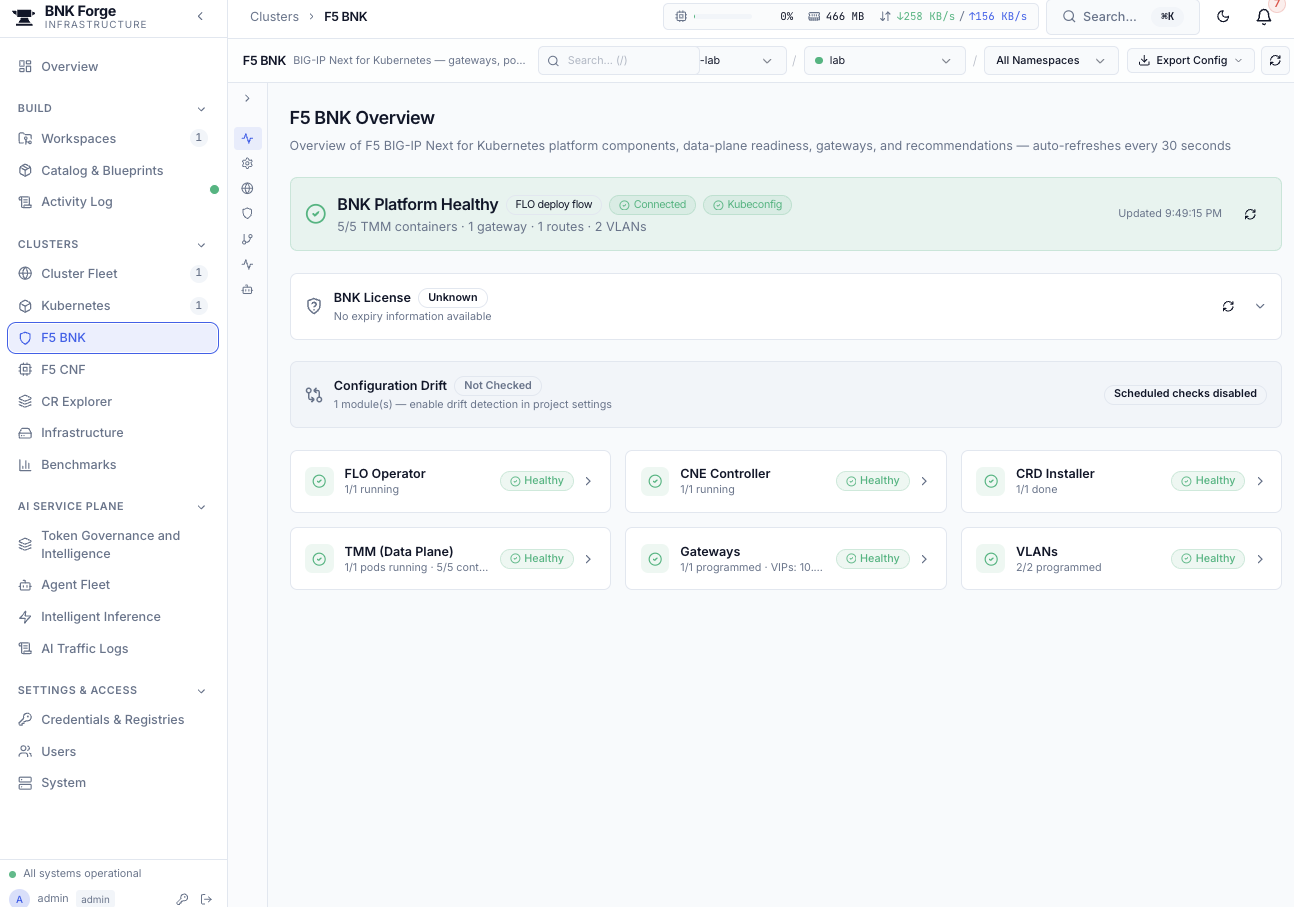 BNK Forge
INFRASTRUCTURE
Clusters › F5 BNK
0% 466 MB ↓258 KB/s / ↑156 KB/s
Search... ⌘K
7
F5 BNK BIG-IP Next for Kubernetes — gateways, po...
Search... (/)
-lab / lab / All Namespaces
Export Config
Overview
BUILD
Workspaces 1
Catalog & Blueprints
Activity Log
CLUSTERS
Cluster Fleet 1
Kubernetes 1
F5 BNK
F5 CNF
CR Explorer
Infrastructure
Benchmarks
AI SERVICE PLANE
Token Governance and
Intelligence
Agent Fleet
Intelligent Inference
AI Traffic Logs
SETTINGS & ACCESS
Credentials & Registries
Users
System
All systems operational
A admin admin
F5 BNK Overview
Overview of F5 BIG-IP Next for Kubernetes platform components, data-plane readiness, gateways, and recommendations — auto-refreshes every 30 seconds
BNK Platform Healthy FLO deploy flow Connected Kubeconfig
5/5 TMM containers · 1 gateway · 1 routes · 2 VLANs
Updated 9:49:15 PM
BNK License Unknown
No expiry information available
Configuration Drift Not Checked
1 module(s) — enable drift detection in project settings
Scheduled checks disabled
FLO Operator Healthy
1/1 running
CNE Controller Healthy
1/1 running
CRD Installer Healthy
1/1 done
TMM (Data Plane) Healthy
1/1 pods running · 5/5 cont...
Gateways Healthy
1/1 programmed · VIPs: 10....
VLANs Healthy
2/2 programmed